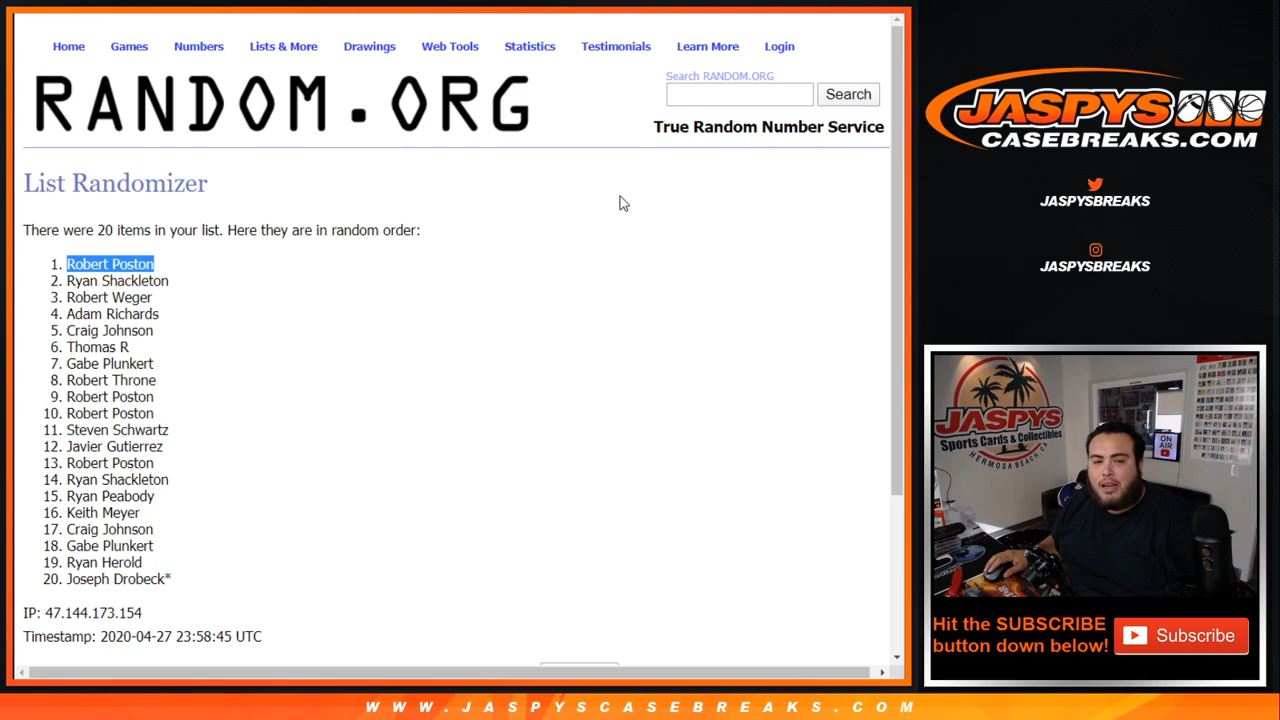 Home Games Numbers Lists & More Drawings Web Tools Statistics Testimonials Learn More Login
RANDOM.ORG
Search RANDOM.ORG
Search
True Random Number Service
List Randomizer
There were 20 items in your list. Here they are in random order:
1. Robert Poston
2. Ryan Shackleton
3. Robert Weger
4. Adam Richards
5. Craig Johnson
6. Thomas R
7. Gabe Plunkert
8. Robert Throne
9. Robert Poston
10. Robert Poston
11. Steven Schwartz
12. Javier Gutierrez
13. Robert Poston
14. Ryan Shackleton
15. Ryan Peabody
16. Keith Meyer
17. Craig Johnson
18. Gabe Plunkert
19. Ryan Herold
20. Joseph Drobeck*
IP: 47.144.173.154
Timestamp: 2020-04-27 23:58:45 UTC
JASPYS
CASEBREAKS.COM
JASPYSBREAKS
JASPYSBREAKS
JASPYS
Sports Cards & Collectibles
HERMOSA BEACH, CA
ON AIR
Hit the SUBSCRIBE
button down below!
Subscribe
WWW.JASPYSCASEBREAKS.COM